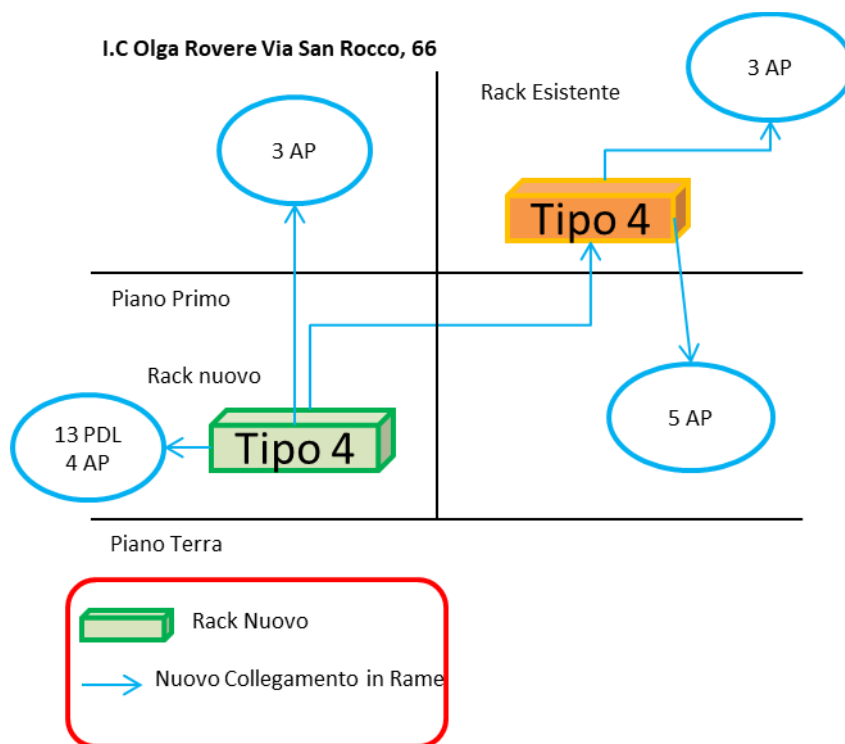 I.C Olga Rovere Via San Rocco, 66
3 AP
Rack Esistente
3 AP
Tipo 4
Piano Primo
Rack nuovo
13 PDL
4 AP
Tipo 4
5 AP
Piano Terra
Rack Nuovo
Nuovo Collegamento in Rame